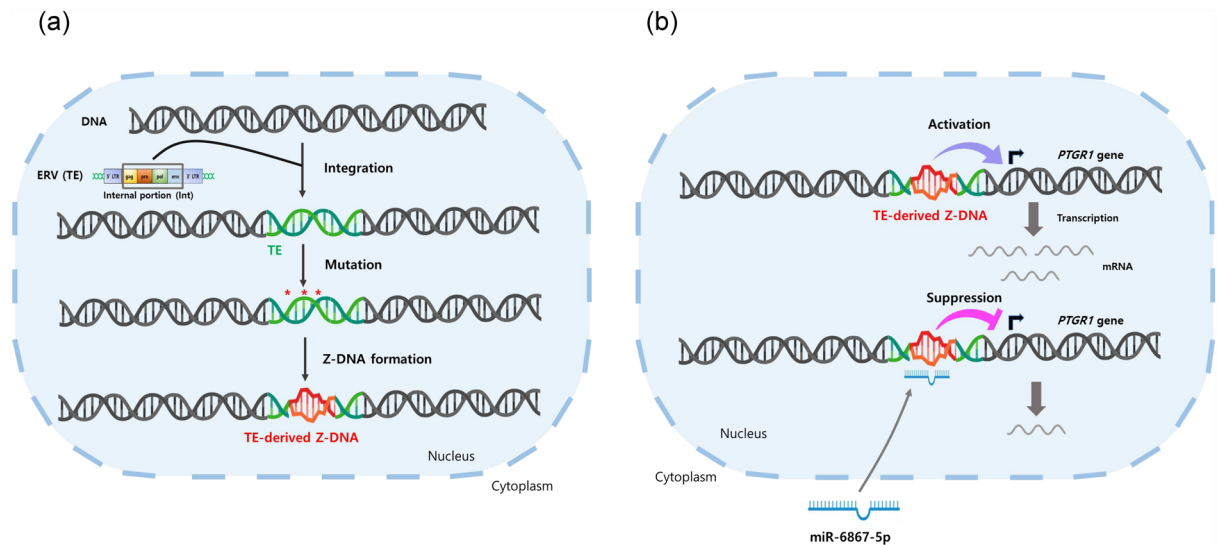 (a)
DNA
Integration
ERV (TE)
5' LTR gag pro pol env 3' LTR
Internal portion (Int)
TE
Mutation
* * *
Z-DNA formation
TE-derived Z-DNA
Nucleus
Cytoplasm
(b)
Activation
PTGR1 gene
TE-derived Z-DNA
Transcription
mRNA
Suppression
PTGR1 gene
Nucleus
Cytoplasm
miR-6867-5p